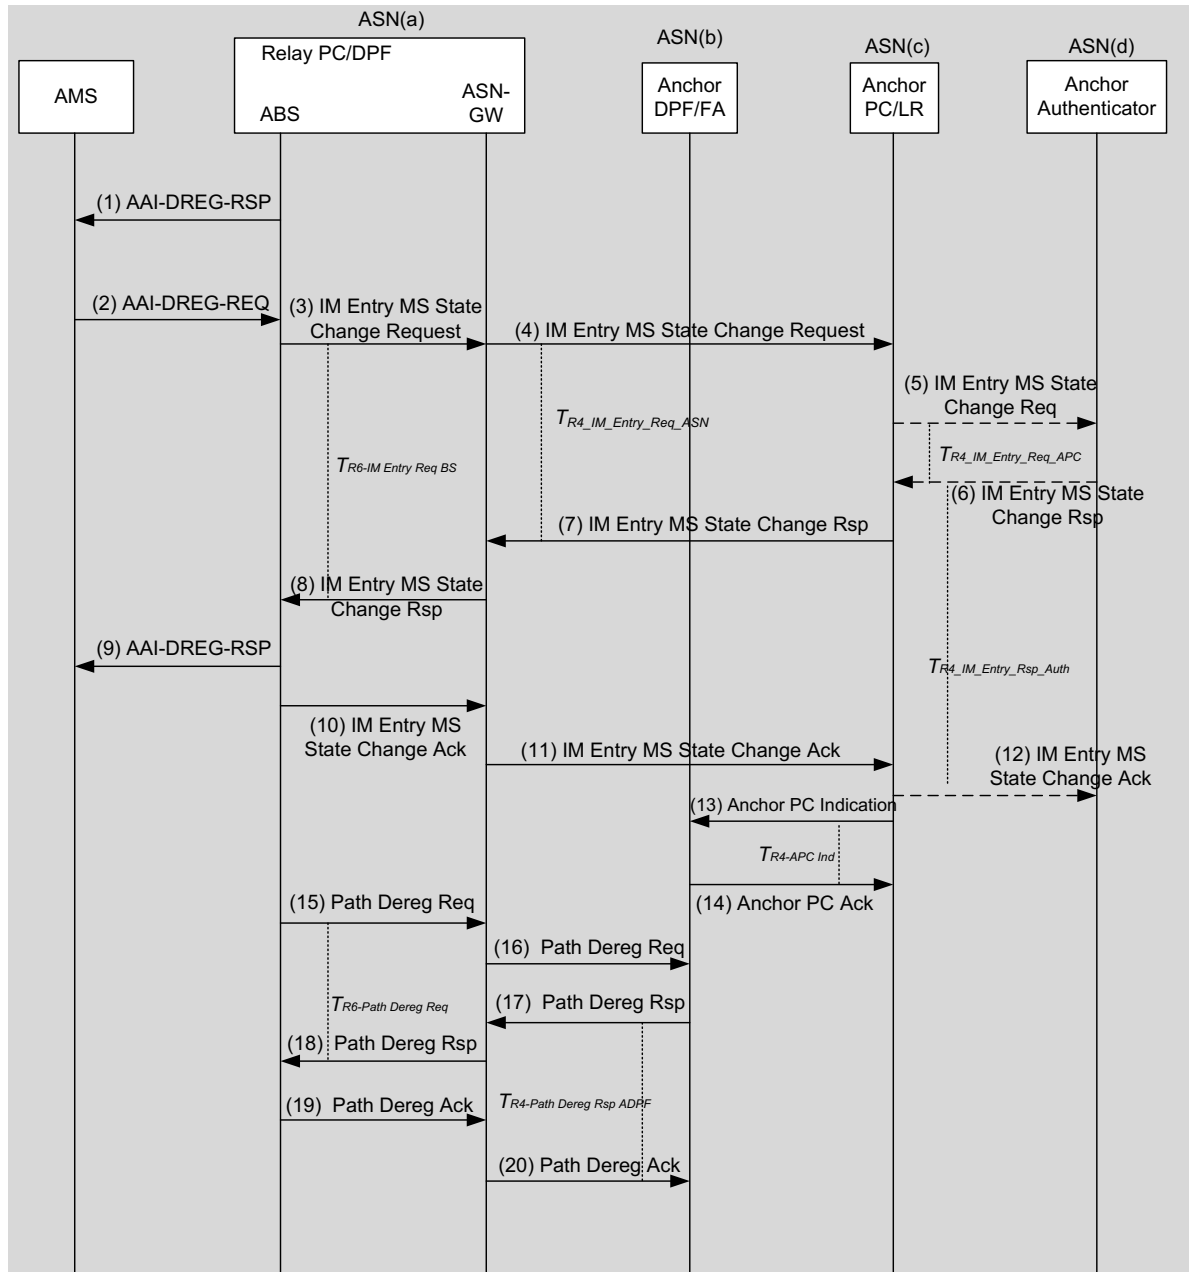 ASN(a)
ASN(b)
ASN(c)
ASN(d)
AMS
Relay PC/DPF
ABS
ASN-
GW
Anchor
DPF/FA
Anchor
PC/LR
Anchor
Authenticator
(1) AAI-DREG-RSP
(2) AAI-DREG-REQ
(3) IM Entry MS State
Change Request
(4) IM Entry MS State Change Request
(5) IM Entry MS State
Change Req
TR4_IM_Entry_Req_ASN
TR4_IM_Entry_Req_APC
TR6-IM Entry Req BS
(6) IM Entry MS State
Change Rsp
(7) IM Entry MS State Change Rsp
(8) IM Entry MS State
Change Rsp
(9) AAI-DREG-RSP
TR4_IM_Entry_Rsp_Auth
(10) IM Entry MS
State Change Ack
(11) IM Entry MS State Change Ack
(12) IM Entry MS
State Change Ack
(13) Anchor PC Indication
TR4-APC Ind
(14) Anchor PC Ack
(15) Path Dereg Req
(16) Path Dereg Req
TR6-Path Dereg Req
(17) Path Dereg Rsp
(18) Path Dereg Rsp
(19) Path Dereg Ack
TR4-Path Dereg Rsp ADPF
(20) Path Dereg Ack